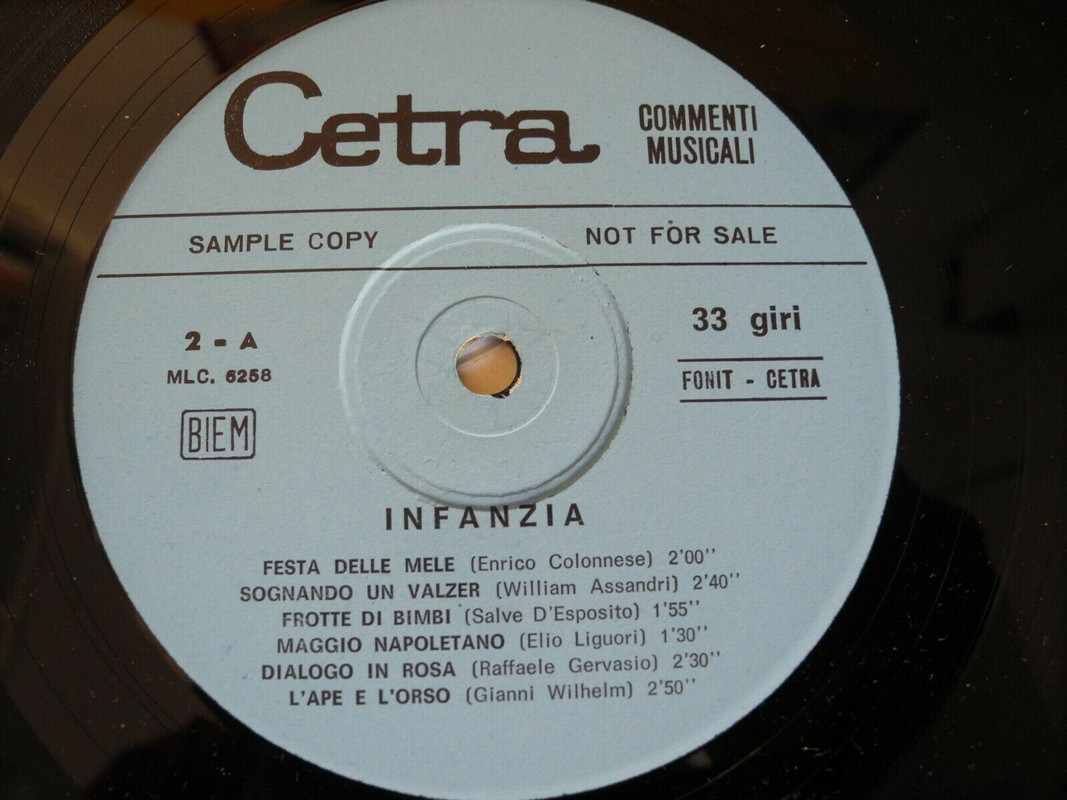 Cetra
COMMENTI
MUSICALI
SAMPLE COPY NOT FOR SALE
2 - A
MLC. 6258
BIEM
33 giri
FONIT - CETRA
INFANZIA
FESTA DELLE MELE (Enrico Colonnese) 2'00''
SOGNANDO UN VALZER (William Assandri) 2'40''
FROTTE DI BIMBI (Salve D'Esposito) 1'55''
MAGGIO NAPOLETANO (Elio Liguori) 1'30''
DIALOGO IN ROSA (Raffaele Gervasio) 2'30''
L'APE E L'ORSO (Gianni Wilhelm) 2'50''